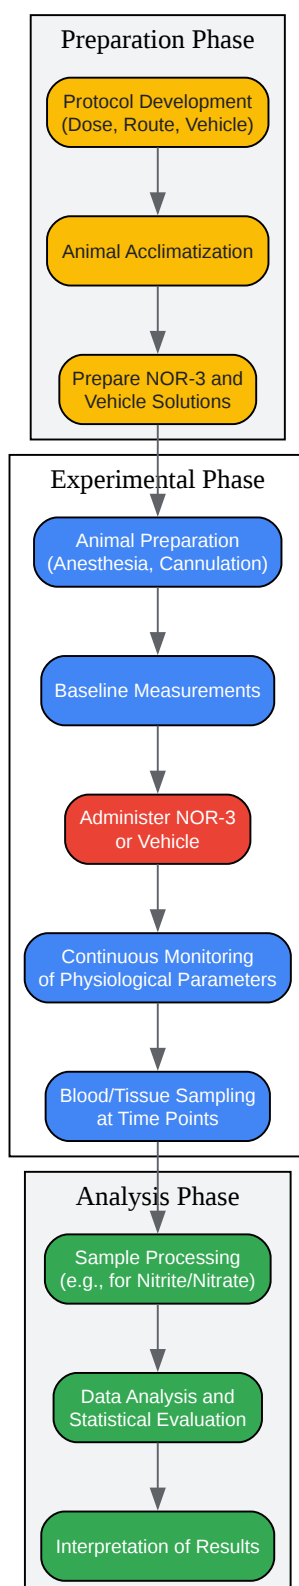 Preparation Phase
Protocol Development
(Dose, Route, Vehicle)
Animal Acclimatization
Prepare NOR-3 and
Vehicle Solutions
Experimental Phase
Animal Preparation
(Anesthesia, Cannulation)
Baseline Measurements
Administer NOR-3
or Vehicle
Continuous Monitoring
of Physiological Parameters
Blood/Tissue Sampling
at Time Points
Analysis Phase
Sample Processing
(e.g., for Nitrite/Nitrate)
Data Analysis and
Statistical Evaluation
Interpretation of Results